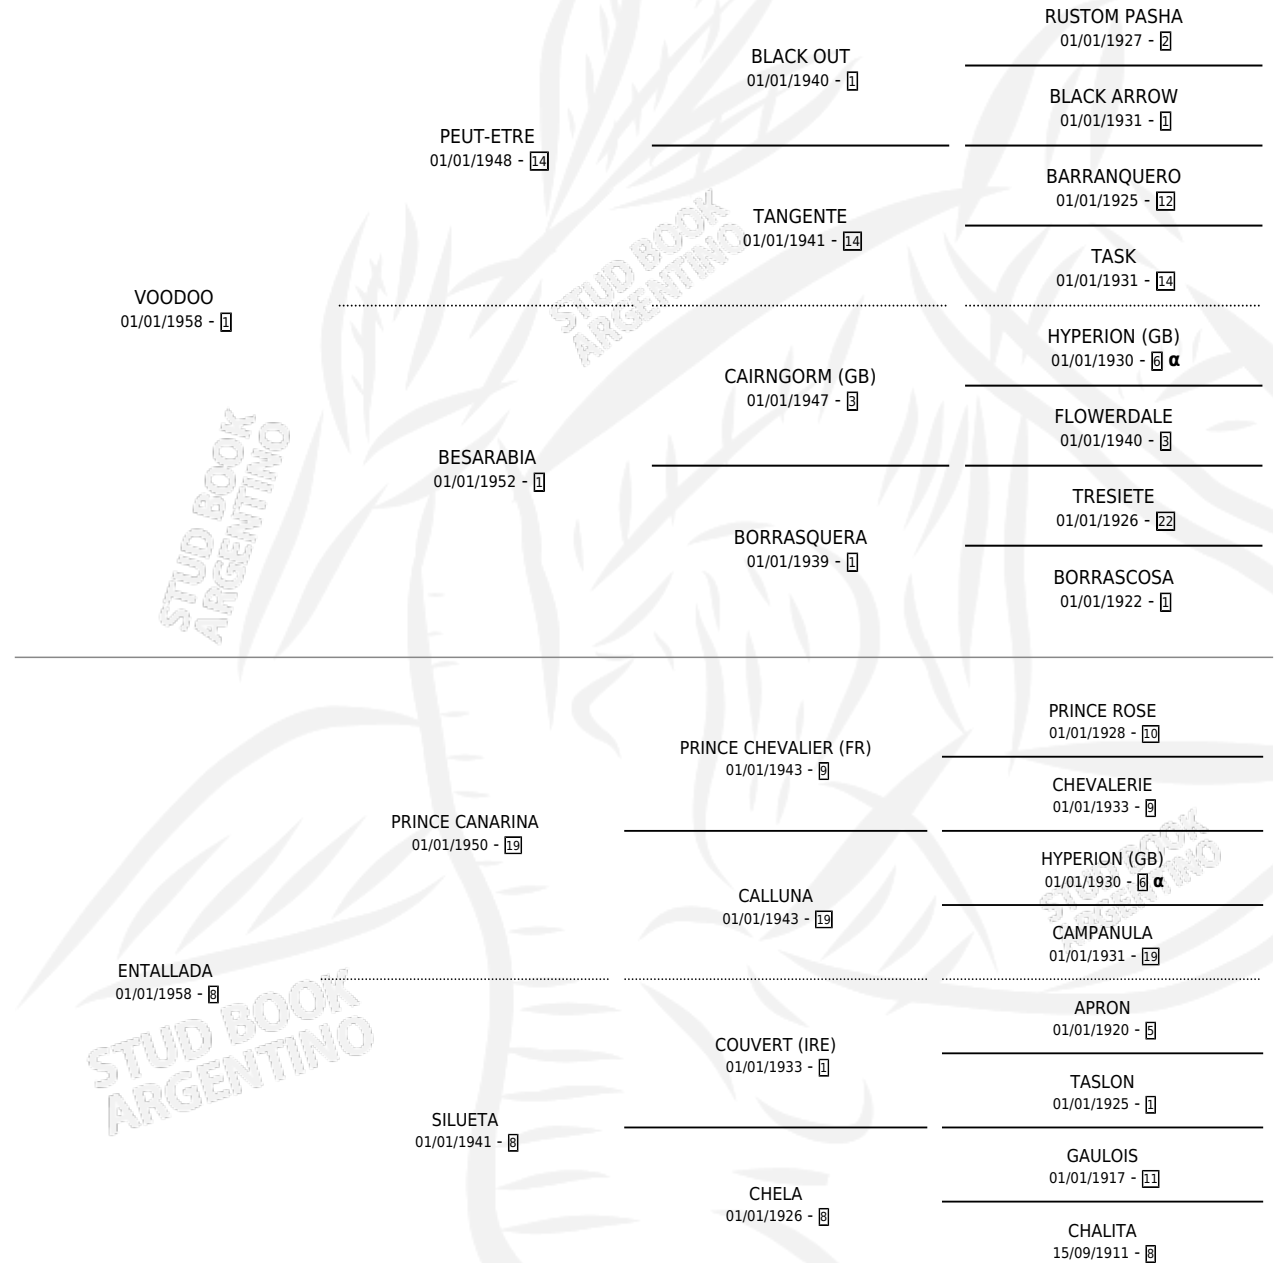 RUSTOM PASHA
01/01/1927 - 2
BLACK OUT
01/01/1940 - 1
BLACK ARROW
01/01/1931 - 1
PEUT-ETRE
01/01/1948 - 14
BARRANQUERO
01/01/1925 - 12
TANGENTE
01/01/1941 - 14
TASK
01/01/1931 - 14
VOODOO
01/01/1958 - 1
HYPERION (GB)
01/01/1930 - 6 α
CAIRNGORM (GB)
01/01/1947 - 3
FLOWERDALE
01/01/1940 - 3
BESARABIA
01/01/1952 - 1
TRESIETE
01/01/1926 - 22
BORRASQUERA
01/01/1939 - 1
BORRASCOSA
01/01/1922 - 1
STUD BOOK
ARGENTINO
STUD BOOK
ARGENTINO
PRINCE ROSE
01/01/1928 - 10
PRINCE CHEVALIER (FR)
01/01/1943 - 9
CHEVALERIE
01/01/1933 - 9
PRINCE CANARINA
01/01/1950 - 19
HYPERION (GB)
01/01/1930 - 6 α
CALLUNA
01/01/1943 - 19
CAMPANULA
01/01/1931 - 19
ENTALLADA
01/01/1958 - 8
APRON
01/01/1920 - 5
COUVERT (IRE)
01/01/1933 - 1
TASLON
01/01/1925 - 1
SILUETA
01/01/1941 - 8
GAULOIS
01/01/1917 - 11
CHELA
01/01/1926 - 8
CHALITA
15/09/1911 - 8
STUD BOOK
ARGENTINO
STUD BOOK
ARGENTINO